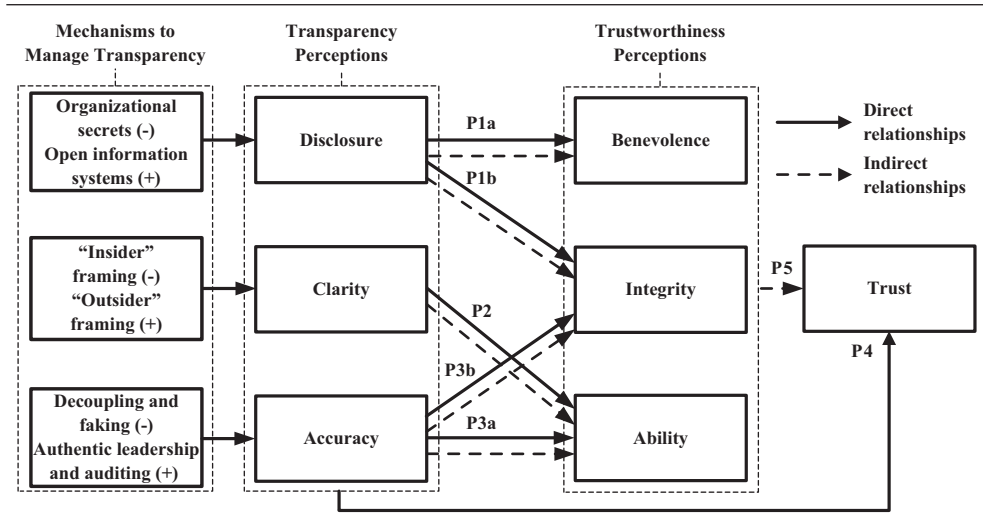 Mechanisms to
Manage Transparency
Transparency
Perceptions
Trustworthiness
Perceptions
Organizational
secrets (-)
Open information
systems (+)
Disclosure
P1a
P1b
Benevolence
Direct
relationships
Indirect
relationships
“Insider”
framing (-)
“Outsider”
framing (+)
Clarity
P2
Integrity
P5
Trust
P4
Decoupling and
faking (-)
Authentic leadership
and auditing (+)
Accuracy
P3b
P3a
Ability